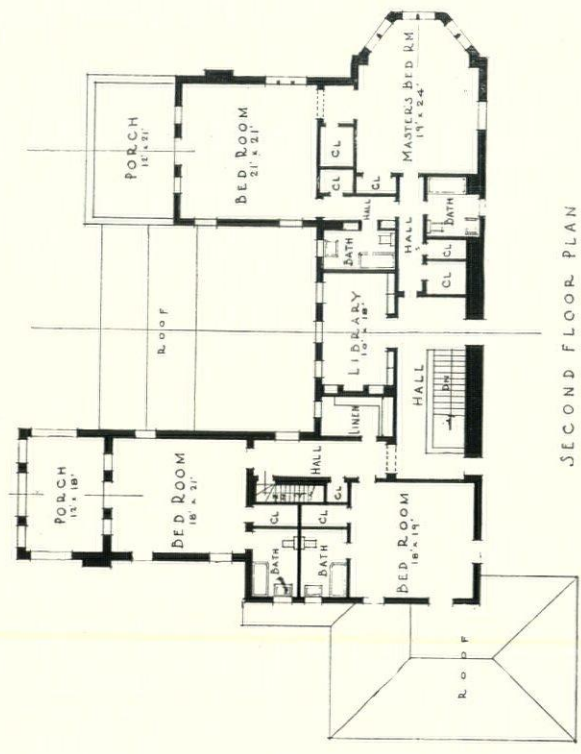 PORCH
12' x 21'
BED ROOM
21' x 21'
CL
CL
CL
MASTERS BED RM.
19' x 24'
HALL
BATH
HALL
BATH
CL
CL
ROOF
LIBRARY
10' x 18'
LINEN
HALL
DN
PORCH
12' x 18'
BED ROOM
18' x 21'
HALL
CL
CL
CL
BATH
BATH
BED ROOM
18' x 19'
ROOF
SECOND FLOOR PLAN